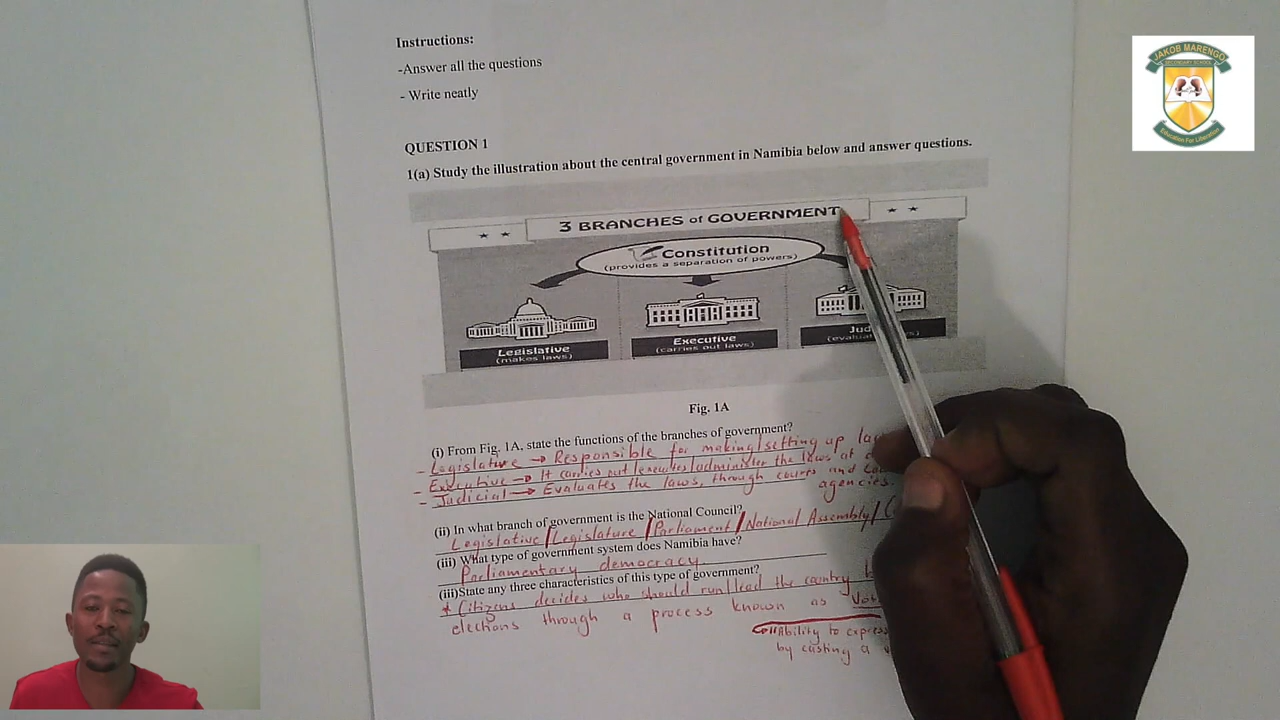 Instructions:
-Answer all the questions
- Write neatly
JAKOB MARENGO
SECONDARY SCHOOL
Education For Liberation
QUESTION 1
1(a) Study the illustration about the central government in Namibia below and answer questions.
3 BRANCHES of GOVERNMENT
Constitution
(provides a separation of powers)
Legislative
(makes laws)
Executive
(carries out laws)
Jud
Fig. 1A
(i) From Fig. 1A, state the functions of the branches of government?
- Legislature → Responsible for making/setting up
- Executive → It carries out/executes/administer the laws at
- Judicial → Evaluates the laws, through courts and
agencies.
(ii) In what branch of government is the National Council?
Legislative/Legislature/Parliament/National Assembly/
(iii) What type of government system does Namibia have?
Parliamentary democracy.
(iii)State any three characteristics of this type of government?
* Citizens decides who should run/lead the country
elections through a process known as
Ability to express
by casting a